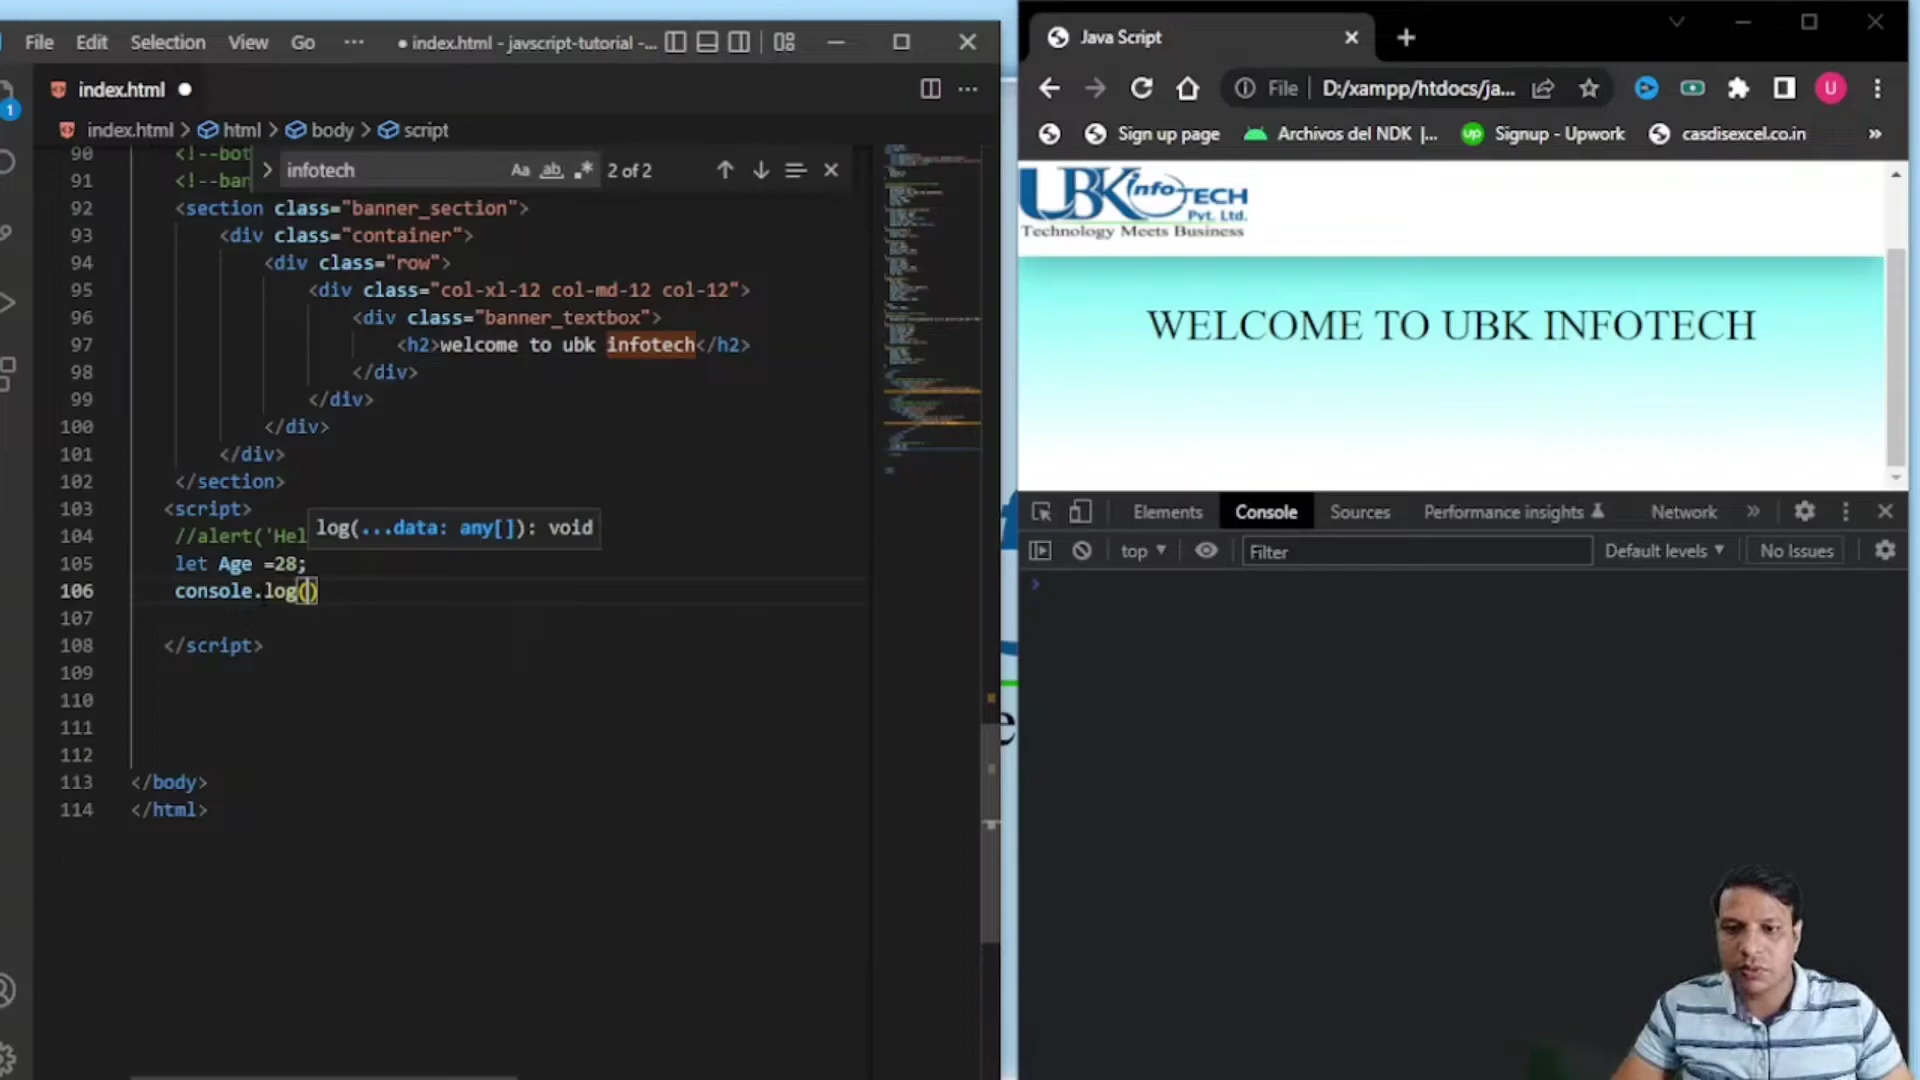 File Edit Selection View Go ··· ● index.html - javscript-tutorial -...
index.html ●
index.html > html > body > script
infotech Aa ab .* 2 of 2
90 <!--bot
91 <!--ban
92 <section class="banner_section">
93 <div class="container">
94 <div class="row">
95 <div class="col-xl-12 col-md-12 col-12">
96 <div class="banner_textbox">
97 <h2>welcome to ubk infotech</h2>
98 </div>
99 </div>
100 </div>
101 </div>
102 </section>
103 <script>
log(...data: any[]): void
104 //alert('Hel
105 let Age =28;
106 console.log()
107
108 </script>
109
110
111
112
113 </body>
114 </html>
1
Java Script
File D:/xampp/htdocs/ja...
U
Sign up page Archivos del NDK |... up Signup - Upwork casdisexcel.co.in »
UBK InfoTECH
Pvt. Ltd.
Technology Meets Business
WELCOME TO UBK INFOTECH
Elements Console Sources Performance insights Network »
top Filter Default levels No Issues
e